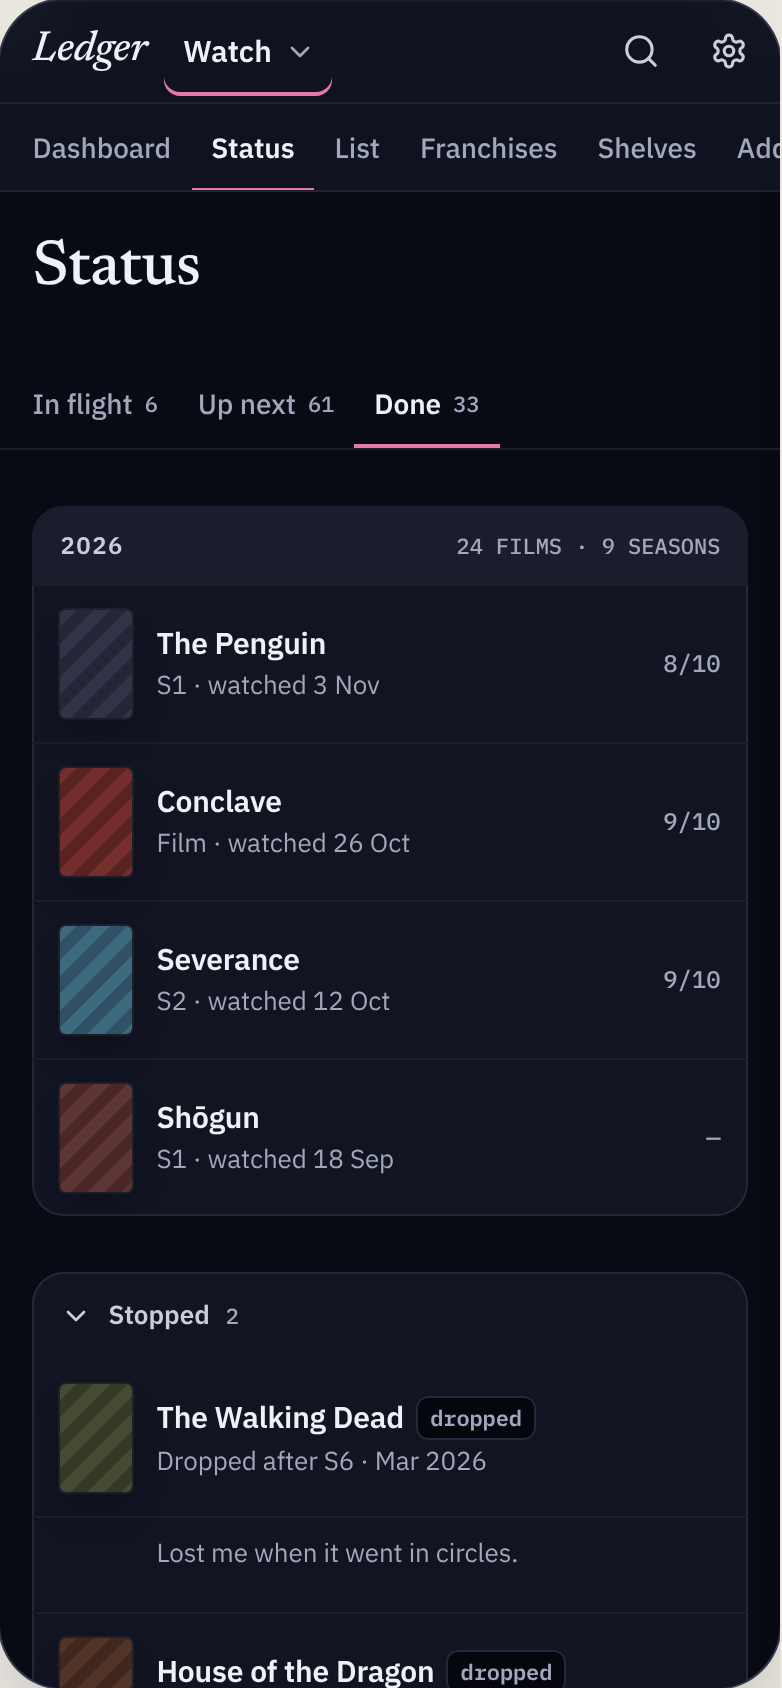 Ledger Watch
Dashboard Status List Franchises Shelves
Status
In flight 6 Up next 61 Done 33
2026 24 FILMS · 9 SEASONS
The Penguin
S1 · watched 3 Nov
8/10
Conclave
Film · watched 26 Oct
9/10
Severance
S2 · watched 12 Oct
9/10
Shōgun
S1 · watched 18 Sep
–
Stopped 2
The Walking Dead dropped
Dropped after S6 · Mar 2026
Lost me when it went in circles.
House of the Dragon dropped